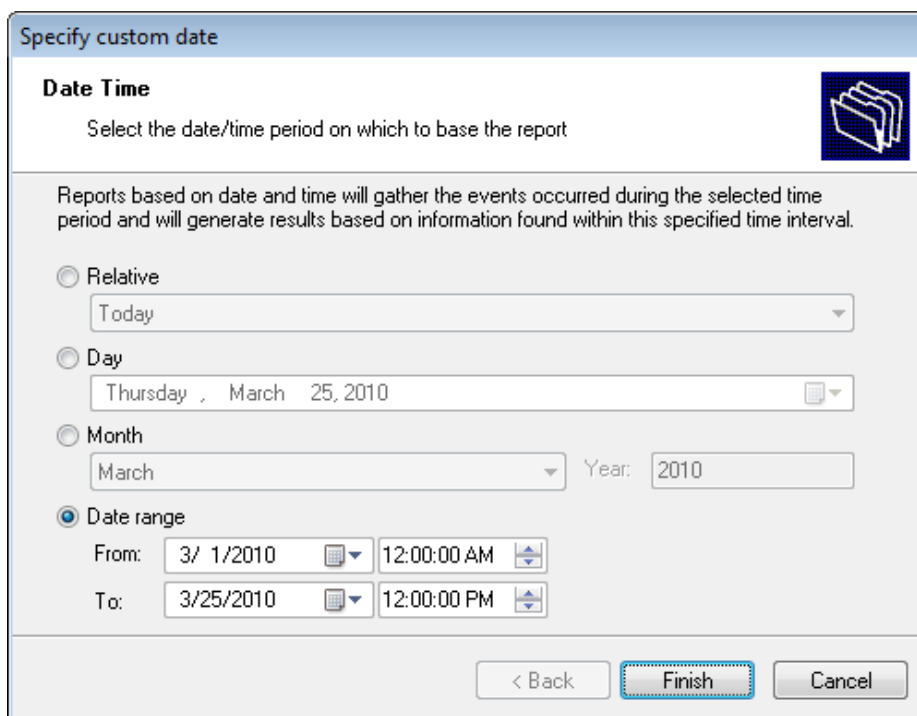 Specify custom date
Date Time
Select the date/time period on which to base the report
Reports based on date and time will gather the events occurred during the selected time
period and will generate results based on information found within this specified time interval.
Relative
Today
Day
Thursday , March 25, 2010
Month
March Year: 2010
Date range
From: 3/ 1/2010 12:00:00 AM
To: 3/25/2010 12:00:00 PM
< Back Finish Cancel